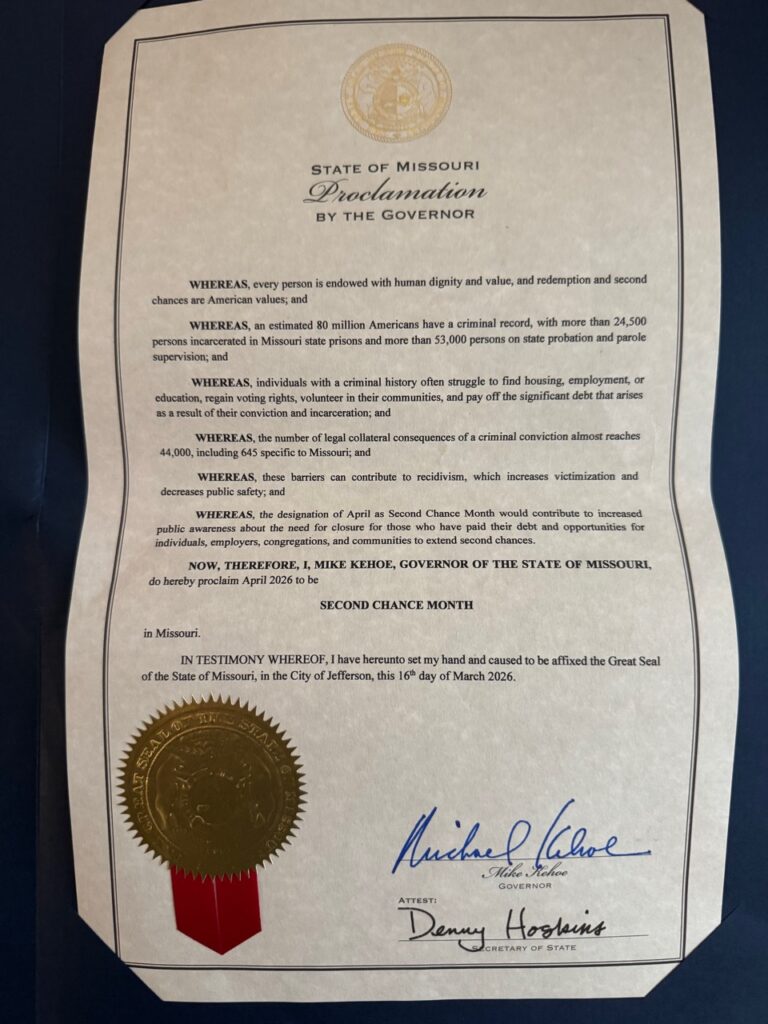 STATE OF MISSOURI
Proclamation
BY THE GOVERNOR
WHEREAS, every person is endowed with human dignity and value, and redemption and second
chances are American values; and
WHEREAS, an estimated 80 million Americans have a criminal record, with more than 24,500
persons incarcerated in Missouri state prisons and more than 53,000 persons on state probation and parole
supervision; and
WHEREAS, individuals with a criminal history often struggle to find housing, employment, or
education, regain voting rights, volunteer in their communities, and pay off the significant debt that arises
as a result of their conviction and incarceration; and
WHEREAS, the number of legal collateral consequences of a criminal conviction almost reaches
44,000, including 645 specific to Missouri; and
WHEREAS, these barriers can contribute to recidivism, which increases victimization and
decreases public safety; and
WHEREAS, the designation of April as Second Chance Month would contribute to increased
public awareness about the need for closure for those who have paid their debt and opportunities for
individuals, employers, congregations, and communities to extend second chances.
NOW, THEREFORE, I, MIKE KEHOE, GOVERNOR OF THE STATE OF MISSOURI,
do hereby proclaim April 2026 to be
SECOND CHANCE MONTH
in Missouri.
IN TESTIMONY WHEREOF, I have hereunto set my hand and caused to be affixed the Great Seal
of the State of Missouri, in the City of Jefferson, this 16th day of March 2026.
GREAT SEAL OF THE STATE OF MISSOURI
Michael Kehoe
Mike Kehoe
GOVERNOR
ATTEST:
Denny Hoskins
SECRETARY OF STATE